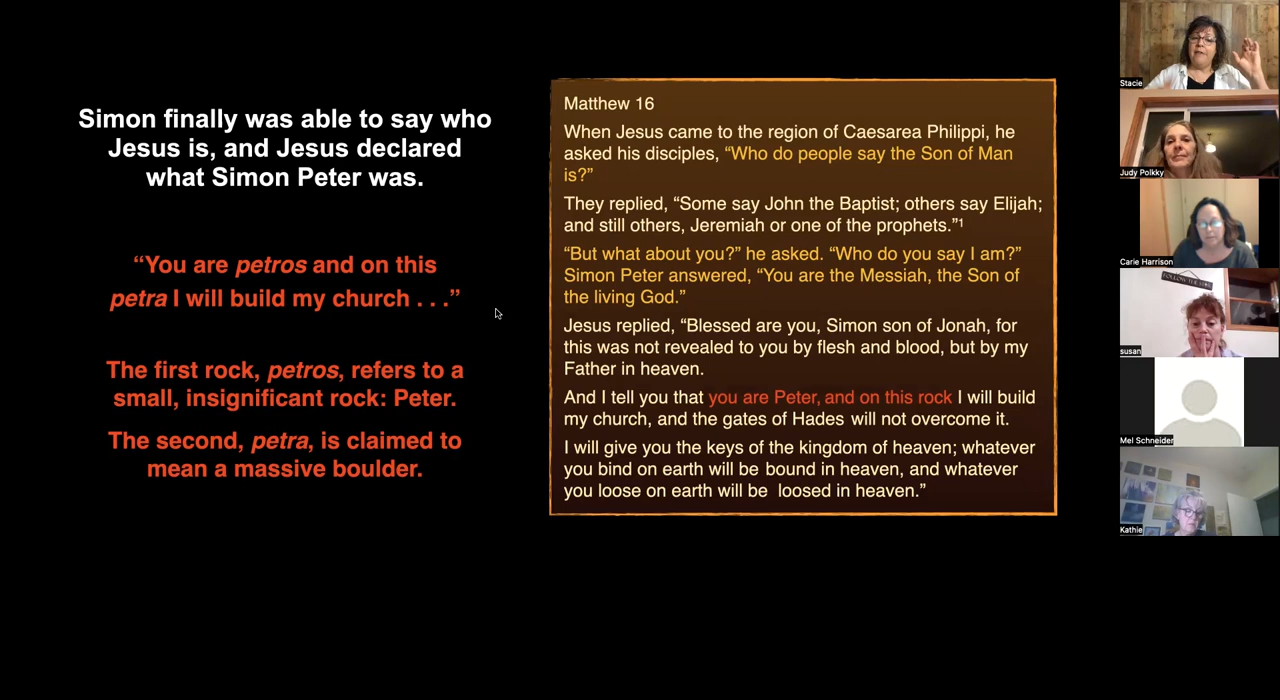 Simon finally was able to say who
Jesus is, and Jesus declared
what Simon Peter was.
“You are petros and on this
petra I will build my church . . .”
The first rock, petros, refers to a
small, insignificant rock: Peter.
The second, petra, is claimed to
mean a massive boulder.
Matthew 16
When Jesus came to the region of Caesarea Philippi, he
asked his disciples, “Who do people say the Son of Man
is?”
They replied, “Some say John the Baptist; others say Elijah;
and still others, Jeremiah or one of the prophets.”¹
“But what about you?” he asked. “Who do you say I am?”
Simon Peter answered, “You are the Messiah, the Son of
the living God.”
Jesus replied, “Blessed are you, Simon son of Jonah, for
this was not revealed to you by flesh and blood, but by my
Father in heaven.
And I tell you that you are Peter, and on this rock I will build
my church, and the gates of Hades will not overcome it.
I will give you the keys of the kingdom of heaven; whatever
you bind on earth will be bound in heaven, and whatever
you loose on earth will be loosed in heaven.”
Stacie
Judy Polkky
Carie Harrison
susan
Mel Schneider
Kathie